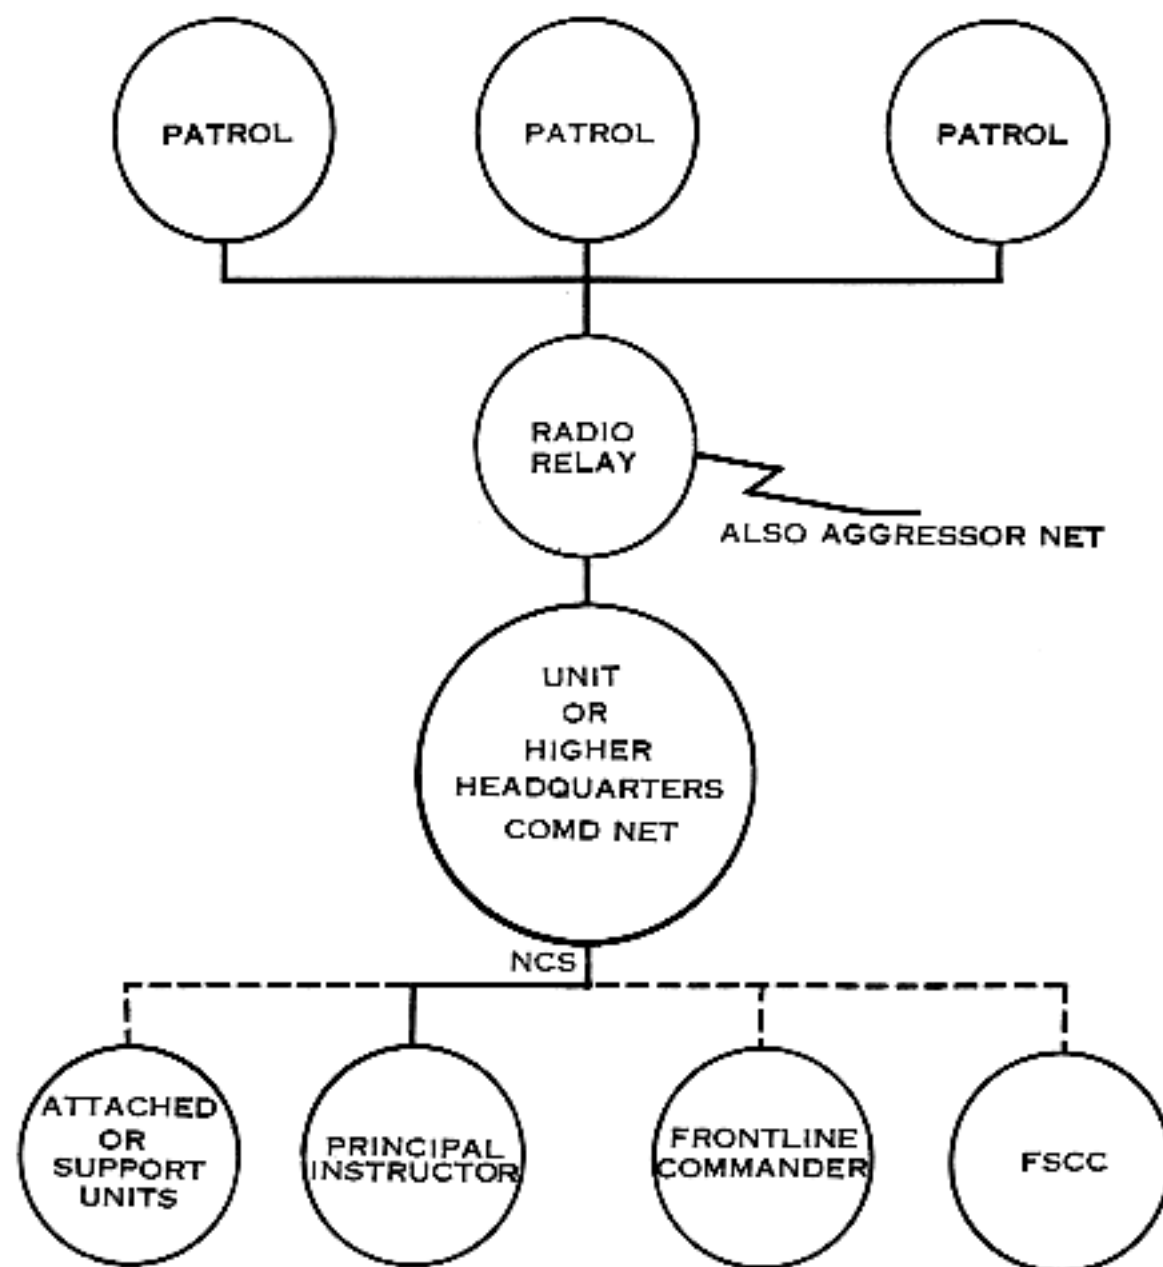 PATROL
PATROL
PATROL
RADIO
RELAY
ALSO AGGRESSOR NET
UNIT
OR
HIGHER
HEADQUARTERS
COMD NET
NCS
ATTACHED
OR
SUPPORT
UNITS
PRINCIPAL
INSTRUCTOR
FRONTLINE
COMMANDER
FSCC